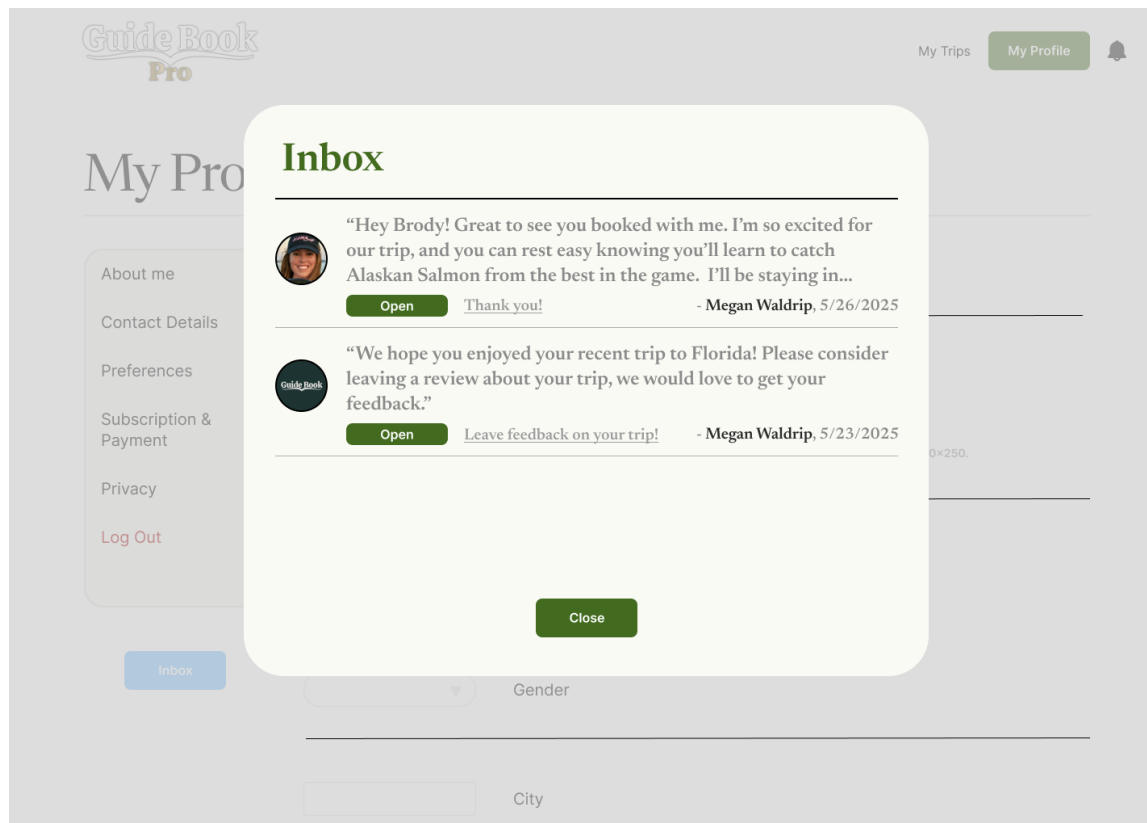 Guide Book
Pro
My Trips
My Profile
My Pro
About me
Contact Details
Preferences
Subscription &
Payment
Privacy
Log Out
Inbox
Inbox
“Hey Brody! Great to see you booked with me. I’m so excited for
our trip, and you can rest easy knowing you’ll learn to catch
Alaskan Salmon from the best in the game.  I’ll be staying in...
Open
Thank you!
- Megan Waldrip, 5/26/2025
Guide Book
“We hope you enjoyed your recent trip to Florida! Please consider
leaving a review about your trip, we would love to get your
feedback.”
Open
Leave feedback on your trip!
- Megan Waldrip, 5/23/2025
Close
0×250.
Gender
City